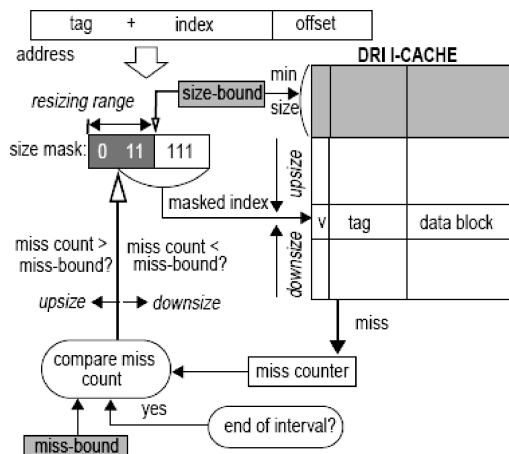 tag + index offset
address
DRI I-CACHE
resizing range
size-bound
min
size
size mask: 0 11 111
upsize
masked index
v tag data block
downsize
miss count >
miss-bound?
miss count <
miss-bound?
upsize
downsize
miss
compare miss
count
miss counter
yes
end of interval?
miss-bound